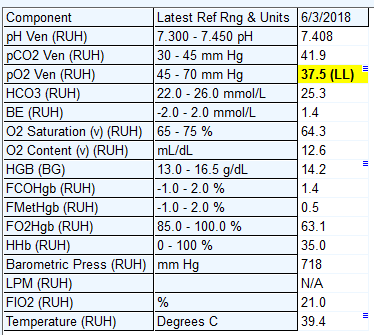 Component Latest Ref Rng & Units 6/3/2018
pH Ven (RUH) 7.300 - 7.450 pH 7.408
pCO2 Ven (RUH) 30 - 45 mm Hg 41.9
pO2 Ven (RUH) 45 - 70 mm Hg 37.5 (LL)
HCO3 (RUH) 22.0 - 26.0 mmol/L 25.3
BE (RUH) -2.0 - 2.0 mmol/L 1.4
O2 Saturation (v) (RUH) 65 - 75 % 64.3
O2 Content (v) (RUH) mL/dL 12.6
HGB (BG) 13.0 - 16.5 g/dL 14.2
FCOHgb (RUH) -1.0 - 2.0 % 1.4
FMetHgb (RUH) -1.0 - 2.0 % 0.5
FO2Hgb (RUH) 85.0 - 100.0 % 63.1
HHb (RUH) 0 - 100 % 35.0
Barometric Press (RUH) mm Hg 718
LPM (RUH) N/A
FIO2 (RUH) % 21.0
Temperature (RUH) Degrees C 39.4